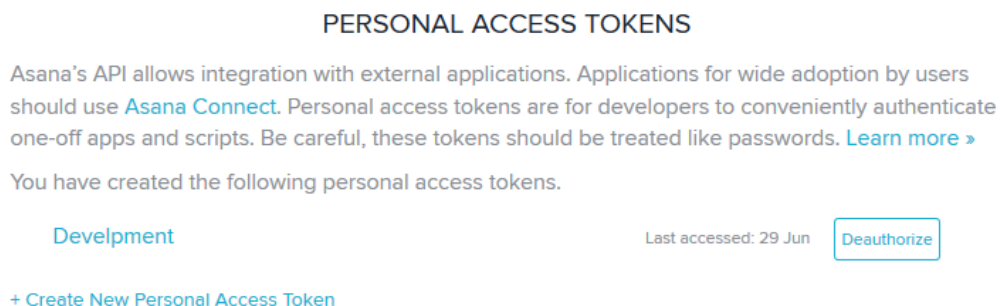 PERSONAL ACCESS TOKENS
Asana’s API allows integration with external applications. Applications for wide adoption by users
should use Asana Connect. Personal access tokens are for developers to conveniently authenticate
one-off apps and scripts. Be careful, these tokens should be treated like passwords. Learn more »
You have created the following personal access tokens.
Develpment Last accessed: 29 Jun Deauthorize
+ Create New Personal Access Token